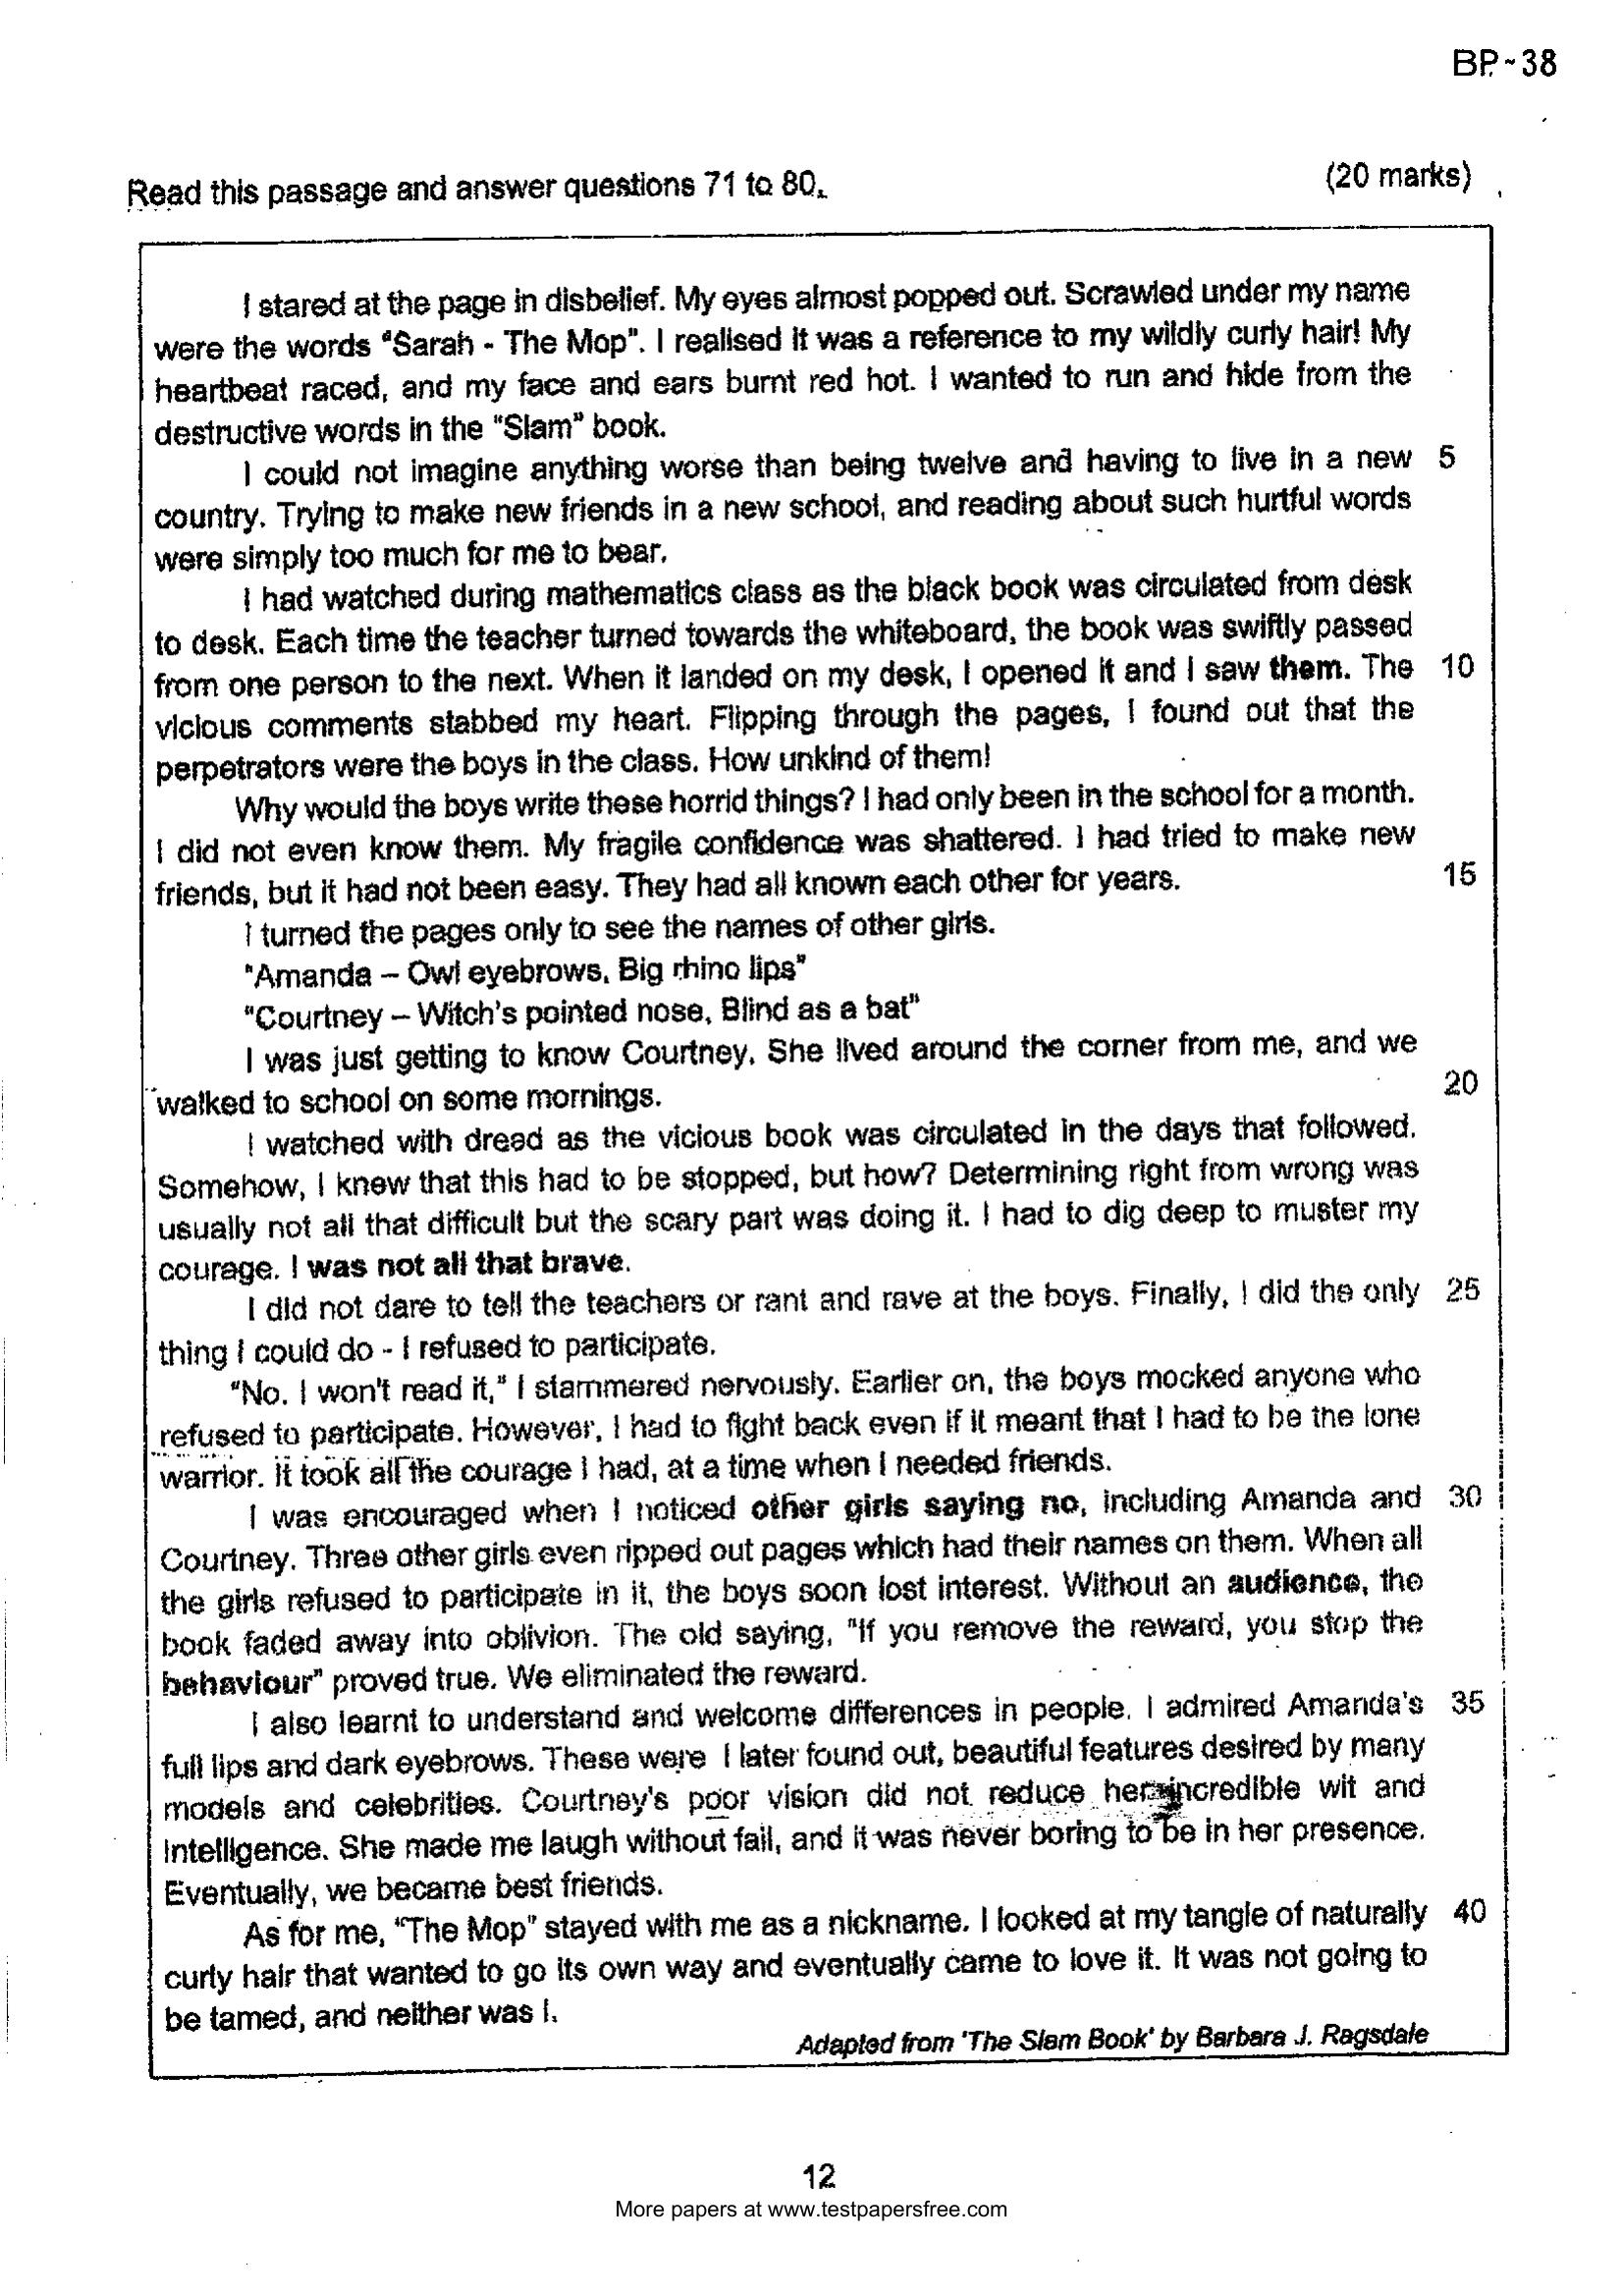 BP~38
Read this passage and answer questions 71 to 80.
(20 marks)
I stared at the page in disbelief. My eyes almost popped out. Scrawled under my name
were the words "Sarah - The Mop". I realised it was a reference to my wildly curly hair! My
heartbeat raced, and my face and ears burnt red hot. I wanted to run and hide from the
destructive words in the "Slam" book.
I could not imagine anything worse than being twelve and having to live in a new 5
country. Trying to make new friends in a new school, and reading about such hurtful words
were simply too much for me to bear.
I had watched during mathematics class as the black book was circulated from desk
to desk. Each time the teacher turned towards the whiteboard, the book was swiftly passed
from one person to the next. When it landed on my desk, I opened it and I saw them. The 10
vicious comments stabbed my heart. Flipping through the pages, I found out that the
perpetrators were the boys in the class. How unkind of them!
Why would the boys write these horrid things? I had only been in the school for a month.
I did not even know them. My fragile confidence was shattered. I had tried to make new
friends, but it had not been easy. They had all known each other for years. 15
I turned the pages only to see the names of other girls.
"Amanda – Owl eyebrows, Big rhino lips"
"Courtney – Witch's pointed nose, Blind as a bat"
I was just getting to know Courtney. She lived around the corner from me, and we
walked to school on some mornings. 20
I watched with dread as the vicious book was circulated in the days that followed.
Somehow, I knew that this had to be stopped, but how? Determining right from wrong was
usually not all that difficult but the scary part was doing it. I had to dig deep to muster my
courage. I was not all that brave.
I did not dare to tell the teachers or rant and rave at the boys. Finally, I did the only 25
thing I could do - I refused to participate.
"No. I won't read it," I stammered nervously. Earlier on, the boys mocked anyone who
refused to participate. However, I had to fight back even if it meant that I had to be the lone
warrior. It took all the courage I had, at a time when I needed friends.
I was encouraged when I noticed other girls saying no, including Amanda and 30
Courtney. Three other girls even ripped out pages which had their names on them. When all
the girls refused to participate in it, the boys soon lost interest. Without an audience, the
book faded away into oblivion. The old saying, "If you remove the reward, you stop the
behaviour" proved true. We eliminated the reward.
I also learnt to understand and welcome differences in people. I admired Amanda's 35
full lips and dark eyebrows. These were I later found out, beautiful features desired by many
models and celebrities. Courtney's poor vision did not reduce her incredible wit and
intelligence. She made me laugh without fail, and it was never boring to be in her presence.
Eventually, we became best friends.
As for me, "The Mop" stayed with me as a nickname. I looked at my tangle of naturally 40
curly hair that wanted to go its own way and eventually came to love it. It was not going to
be tamed, and neither was I.
Adapted from 'The Slam Book' by Barbara J. Ragsdale
12
More papers at www.testpapersfree.com